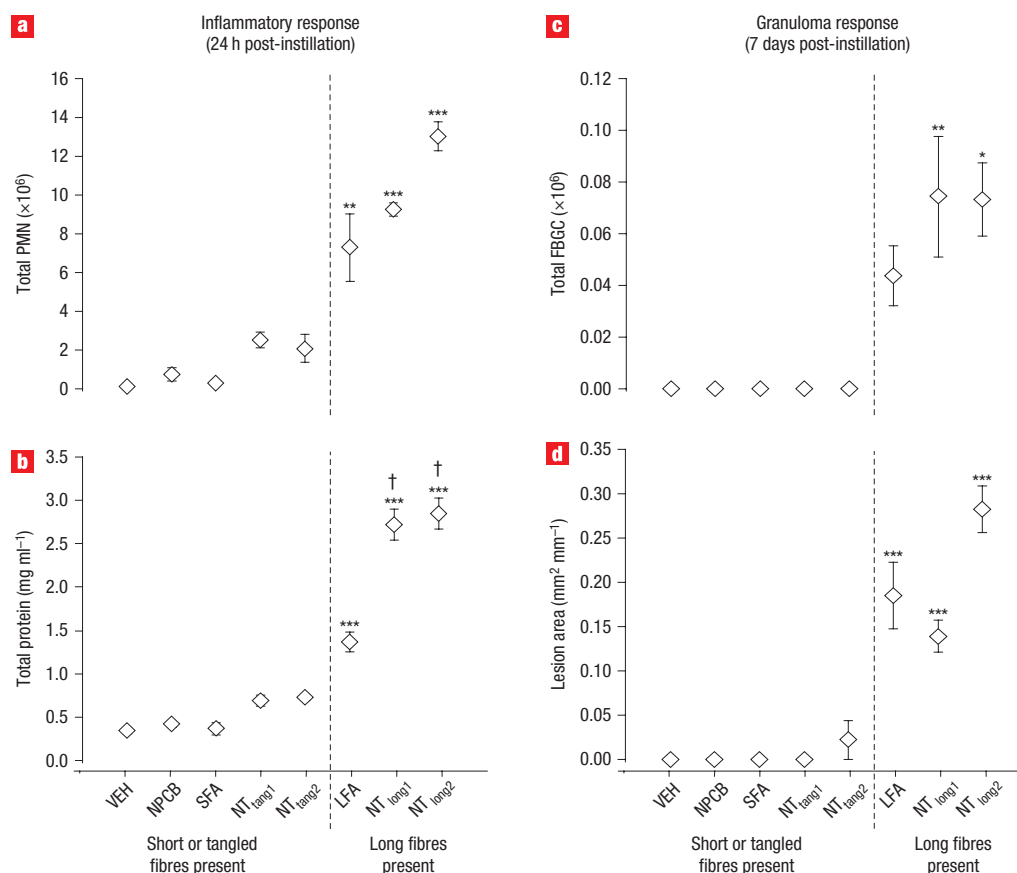 a
Inflammatory response
(24 h post-instillation)
Total PMN (×10⁶)
16
14
12
10
8
6
4
2
0
**
***
***
b
Total protein (mg ml⁻¹)
3.5
3.0
2.5
2.0
1.5
1.0
0.5
0.0
***
†
***
†
***
VEH
NPCB
SFA
NTtang1
NTtang2
LFA
NTlong1
NTlong2
Short or tangled
fibres present
Long fibres
present
c
Granuloma response
(7 days post-instillation)
Total FBGC (×10⁶)
0.12
0.10
0.08
0.06
0.04
0.02
0.00
**
*
d
Lesion area (mm² mm⁻¹)
0.35
0.30
0.25
0.20
0.15
0.10
0.05
0.00
***
***
***
VEH
NPCB
SFA
NTtang1
NTtang2
LFA
NTlong1
NTlong2
Short or tangled
fibres present
Long fibres
present